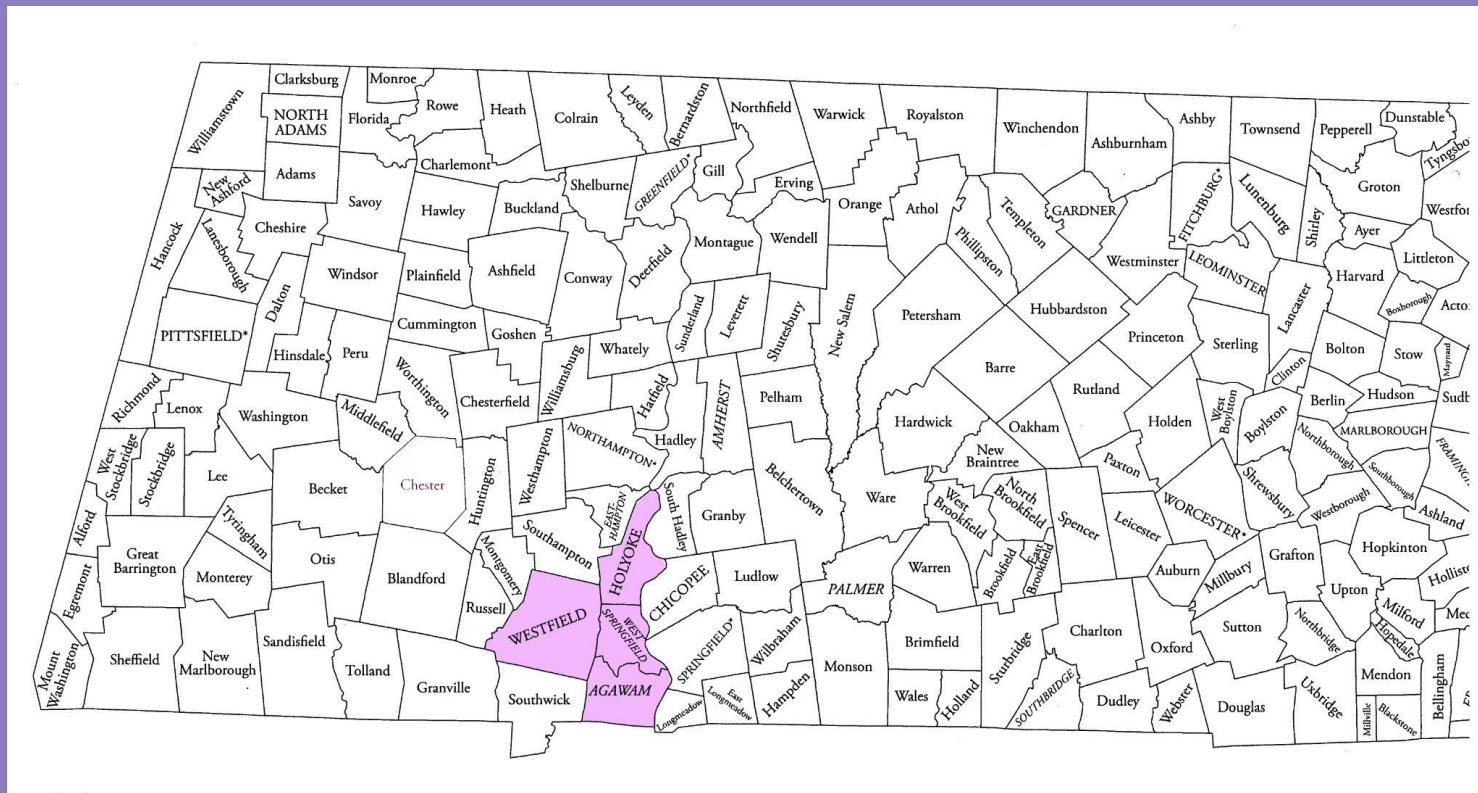 Clarksburg
Monroe
Williamstown
NORTH
ADAMS
Florida
Rowe
Heath
Colrain
Leyden
Bernardston
Northfield
Warwick
Royalston
Winchendon
Ashburnham
Ashby
Townsend
Pepperell
Dunstable
Tyngsbo
Adams
New
Ashford
Savoy
Charlemont
Hawley
Buckland
Shelburne
GREENFIELD*
Gill
Erving
Orange
Athol
Phillipston
Templeton
GARDNER
Westminster
FITCHBURG*
Lunenburg
Shirley
Groton
Ayer
Westfor
Littleton
Hancock
Lanesborough
Cheshire
Dalton
Windsor
Plainfield
Ashfield
Conway
Deerfield
Montague
Wendell
New Salem
Petersham
Hubbardston
Princeton
LEOMINSTER
Sterling
Lancaster
Harvard
Boxborough
Acto
PITTSFIELD*
Hinsdale
Peru
Cummington
Goshen
Worthington
Chesterfield
Williamsburg
Whately
Hatfield
Sunderland
Leverett
Shutesbury
Pelham
AMHERST
Hadley
Barre
Rutland
Holden
West
Boylston
Boylston
Clinton
Bolton
Stow
Maynard
Berlin
Hudson
Sudb
Richmond
Lenox
Washington
Middlefield
Hardwick
Oakham
New
Braintree
Paxton
MARLBOROUGH
Northborough
Southborough
FRAMING
West
Stockbridge
Stockbridge
Lee
Becket
Chester
Huntington
Westhampton
NORTHAMPTON*
EAST-
HAMPTON
South Hadley
Granby
Belchertown
Ware
West
Brookfield
North
Brookfield
Spencer
Leicester
WORCESTER*
Shrewsbury
Westborough
Ashland
Hopkinton
Alford
Great
Barrington
Tyringham
Monterey
Otis
Blandford
Montgomery
Southampton
HOLYOKE
CHICOPEE
Ludlow
PALMER
Warren
Brookfield
East
Brookfield
Auburn
Millbury
Grafton
Upton
Hollisto
Egremont
Russell
WESTFIELD
WEST
SPRINGFIELD
SPRINGFIELD*
Wilbraham
Brimfield
Sturbridge
Charlton
Oxford
Sutton
Northbridge
Milford
Hopedale
Med
Mount
Washington
Sheffield
New
Marlborough
Sandisfield
Tolland
Granville
Southwick
AGAWAM
Longmeadow
East
Longmeadow
Hampden
Monson
Wales
Holland
SOUTHBRIDGE
Dudley
Webster
Douglas
Uxbridge
Mendon
Millville
Blackstone
Bellingham